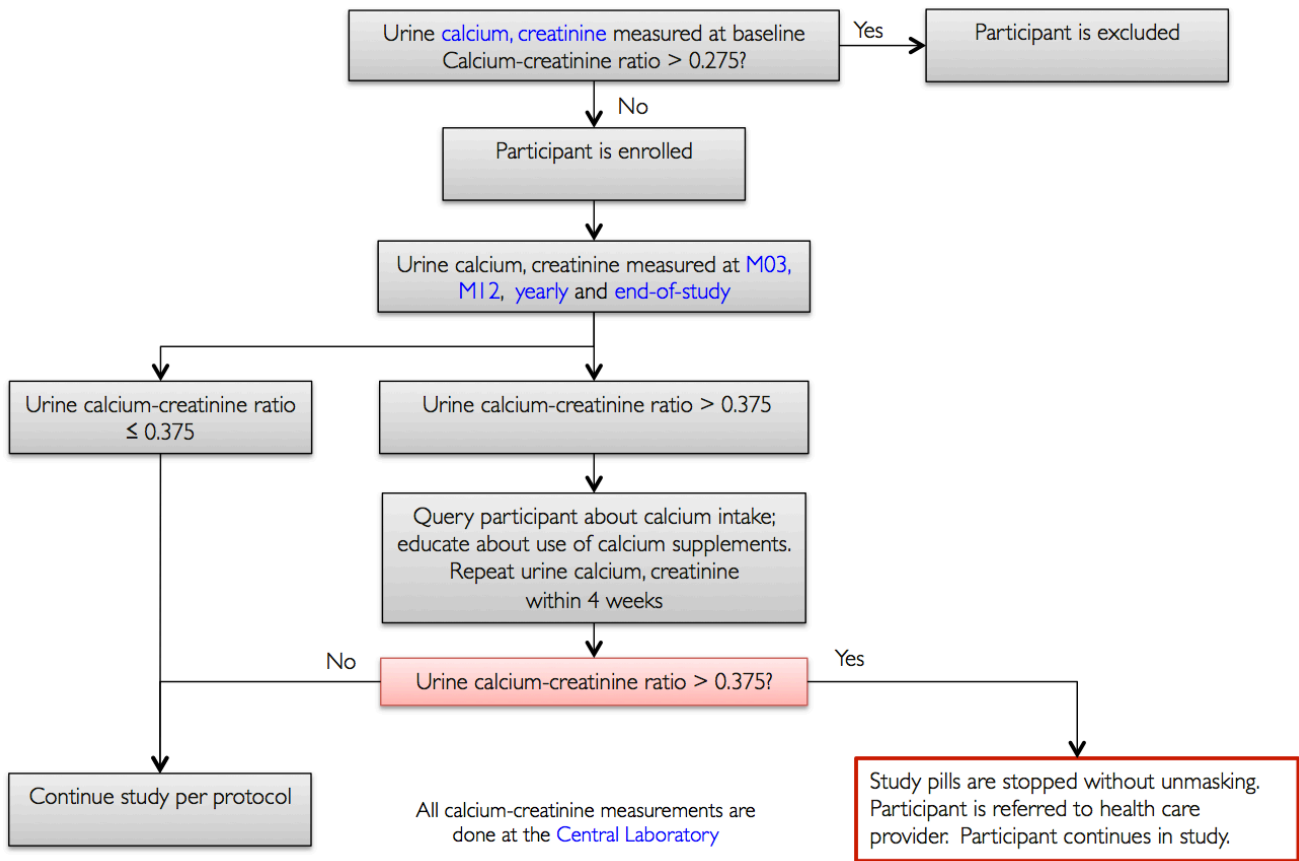 Urine calcium, creatinine measured at baseline
Calcium-creatinine ratio > 0.275?
Yes
Participant is excluded
No
Participant is enrolled
Urine calcium, creatinine measured at M03,
M12, yearly and end-of-study
Urine calcium-creatinine ratio
≤ 0.375
Urine calcium-creatinine ratio > 0.375
Query participant about calcium intake;
educate about use of calcium supplements.
Repeat urine calcium, creatinine
within 4 weeks
No
Urine calcium-creatinine ratio > 0.375?
Yes
Continue study per protocol
All calcium-creatinine measurements are
done at the Central Laboratory
Study pills are stopped without unmasking.
Participant is referred to health care
provider. Participant continues in study.